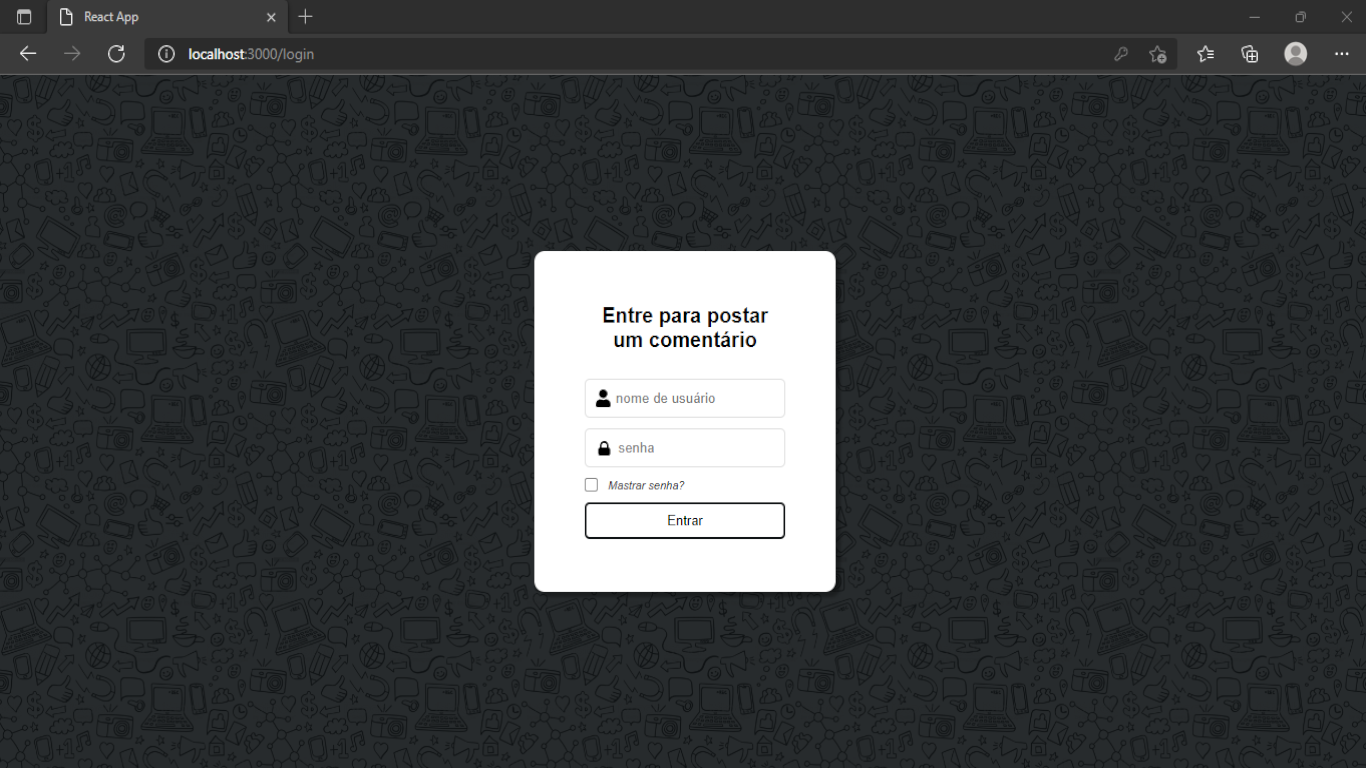 React App
localhost:3000/login
Entre para postar
um comentário
nome de usuário
senha
Mastrar senha?
Entrar